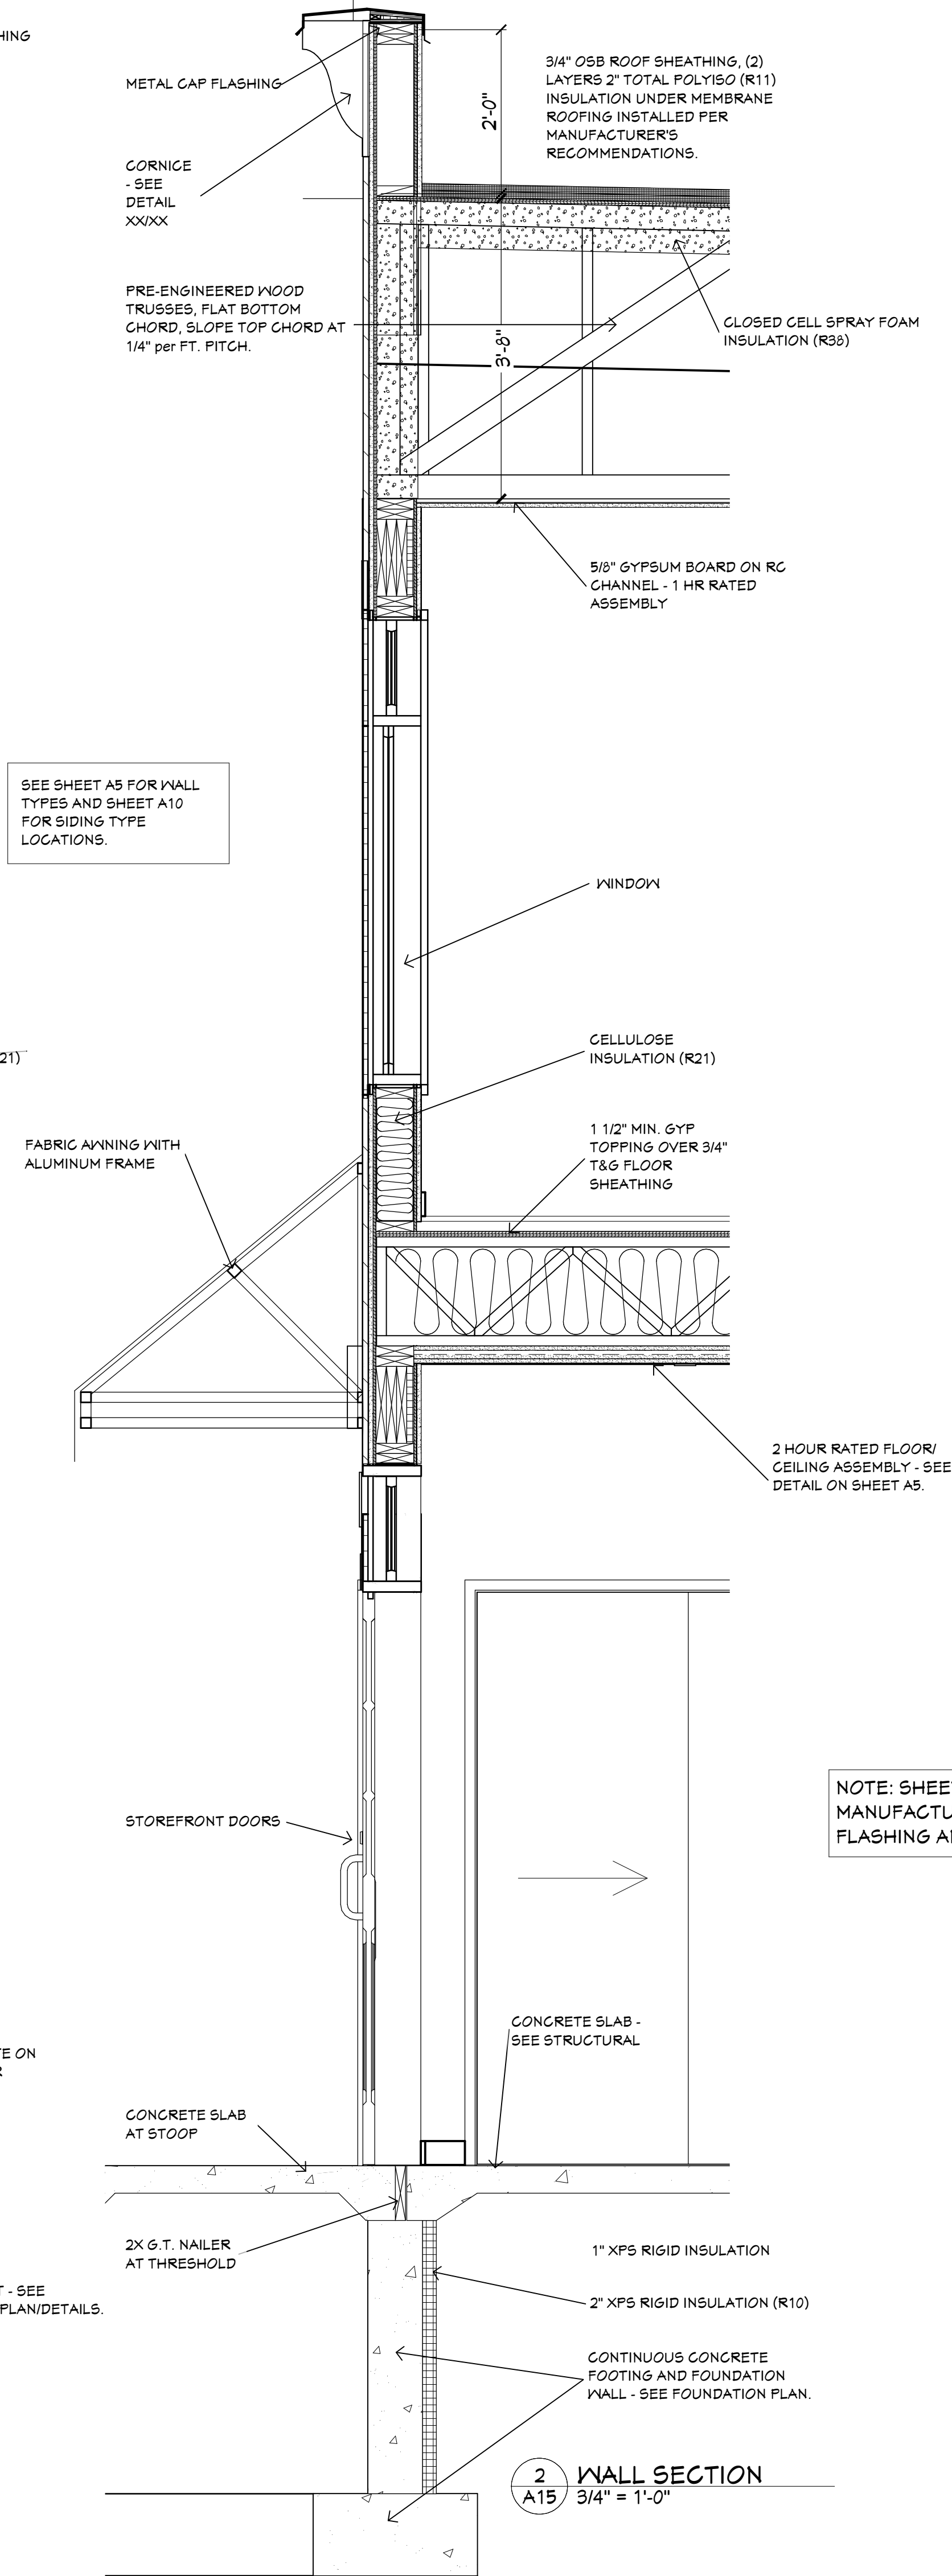 HING
METAL CAP FLASHING
2'-0"
3/4" OSB ROOF SHEATHING, (2)
LAYERS 2" TOTAL POLYISO (R11)
INSULATION UNDER MEMBRANE
ROOFING INSTALLED PER
MANUFACTURER'S
RECOMMENDATIONS.
CORNICE
- SEE
DETAIL
XX/XX
PRE-ENGINEERED WOOD
TRUSSES, FLAT BOTTOM
CHORD, SLOPE TOP CHORD AT
1/4" per FT. PITCH.
3'-8"
CLOSED CELL SPRAY FOAM
INSULATION (R38)
5/8" GYPSUM BOARD ON RC
CHANNEL - 1 HR RATED
ASSEMBLY
SEE SHEET A5 FOR WALL
TYPES AND SHEET A10
FOR SIDING TYPE
LOCATIONS.
WINDOW
21)
CELLULOSE
INSULATION (R21)
FABRIC AWNING WITH
ALUMINUM FRAME
1 1/2" MIN. GYP
TOPPING OVER 3/4"
T&G FLOOR
SHEATHING
2 HOUR RATED FLOOR/
CEILING ASSEMBLY - SEE
DETAIL ON SHEET A5.
STOREFRONT DOORS
NOTE: SHEE
MANUFACTU
FLASHING A
CONCRETE SLAB -
SEE STRUCTURAL
TE ON
R
CONCRETE SLAB
AT STOOP
2X G.T. NAILER
AT THRESHOLD
1" XPS RIGID INSULATION
T - SEE
PLAN/DETAILS.
2" XPS RIGID INSULATION (R10)
CONTINUOUS CONCRETE
FOOTING AND FOUNDATION
WALL - SEE FOUNDATION PLAN.
2 WALL SECTION
A15 3/4" = 1'-0"